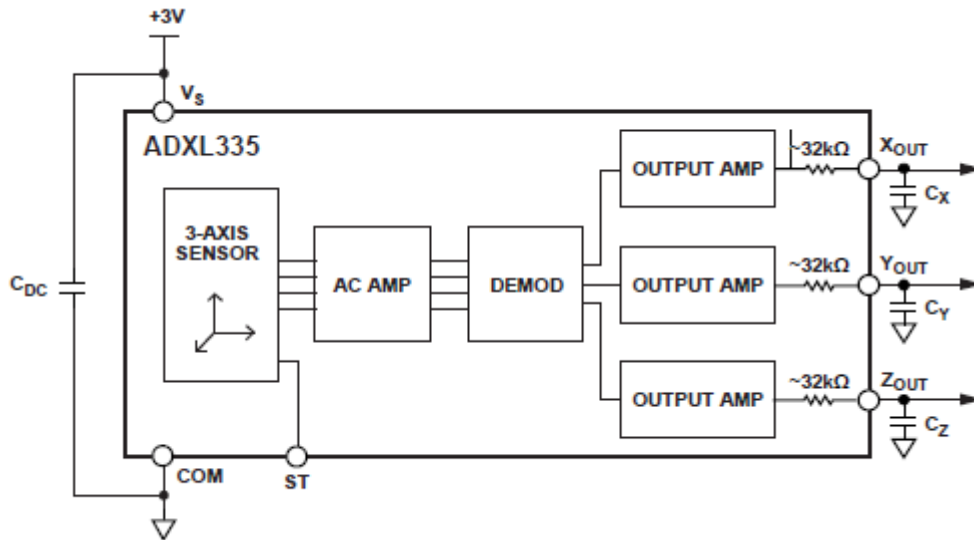 +3V
VS
ADXL335
3-AXIS
SENSOR
AC AMP
DEMOD
OUTPUT AMP
~32kΩ
XOUT
CX
OUTPUT AMP
~32kΩ
YOUT
CY
OUTPUT AMP
~32kΩ
ZOUT
CZ
CDC
COM
ST